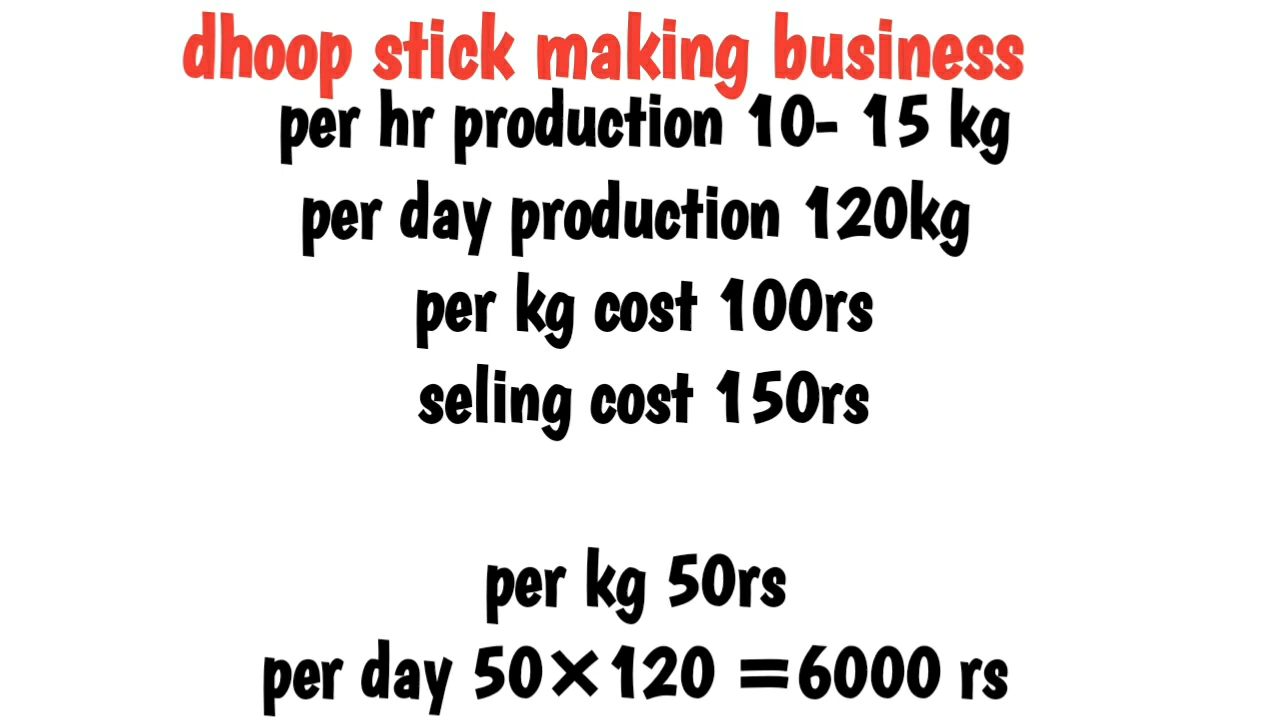 dhoop stick making business
per hr production 10- 15 kg
per day production 120kg
per kg cost 100rs
seling cost 150rs
per kg 50rs
per day 50×120 =6000 rs